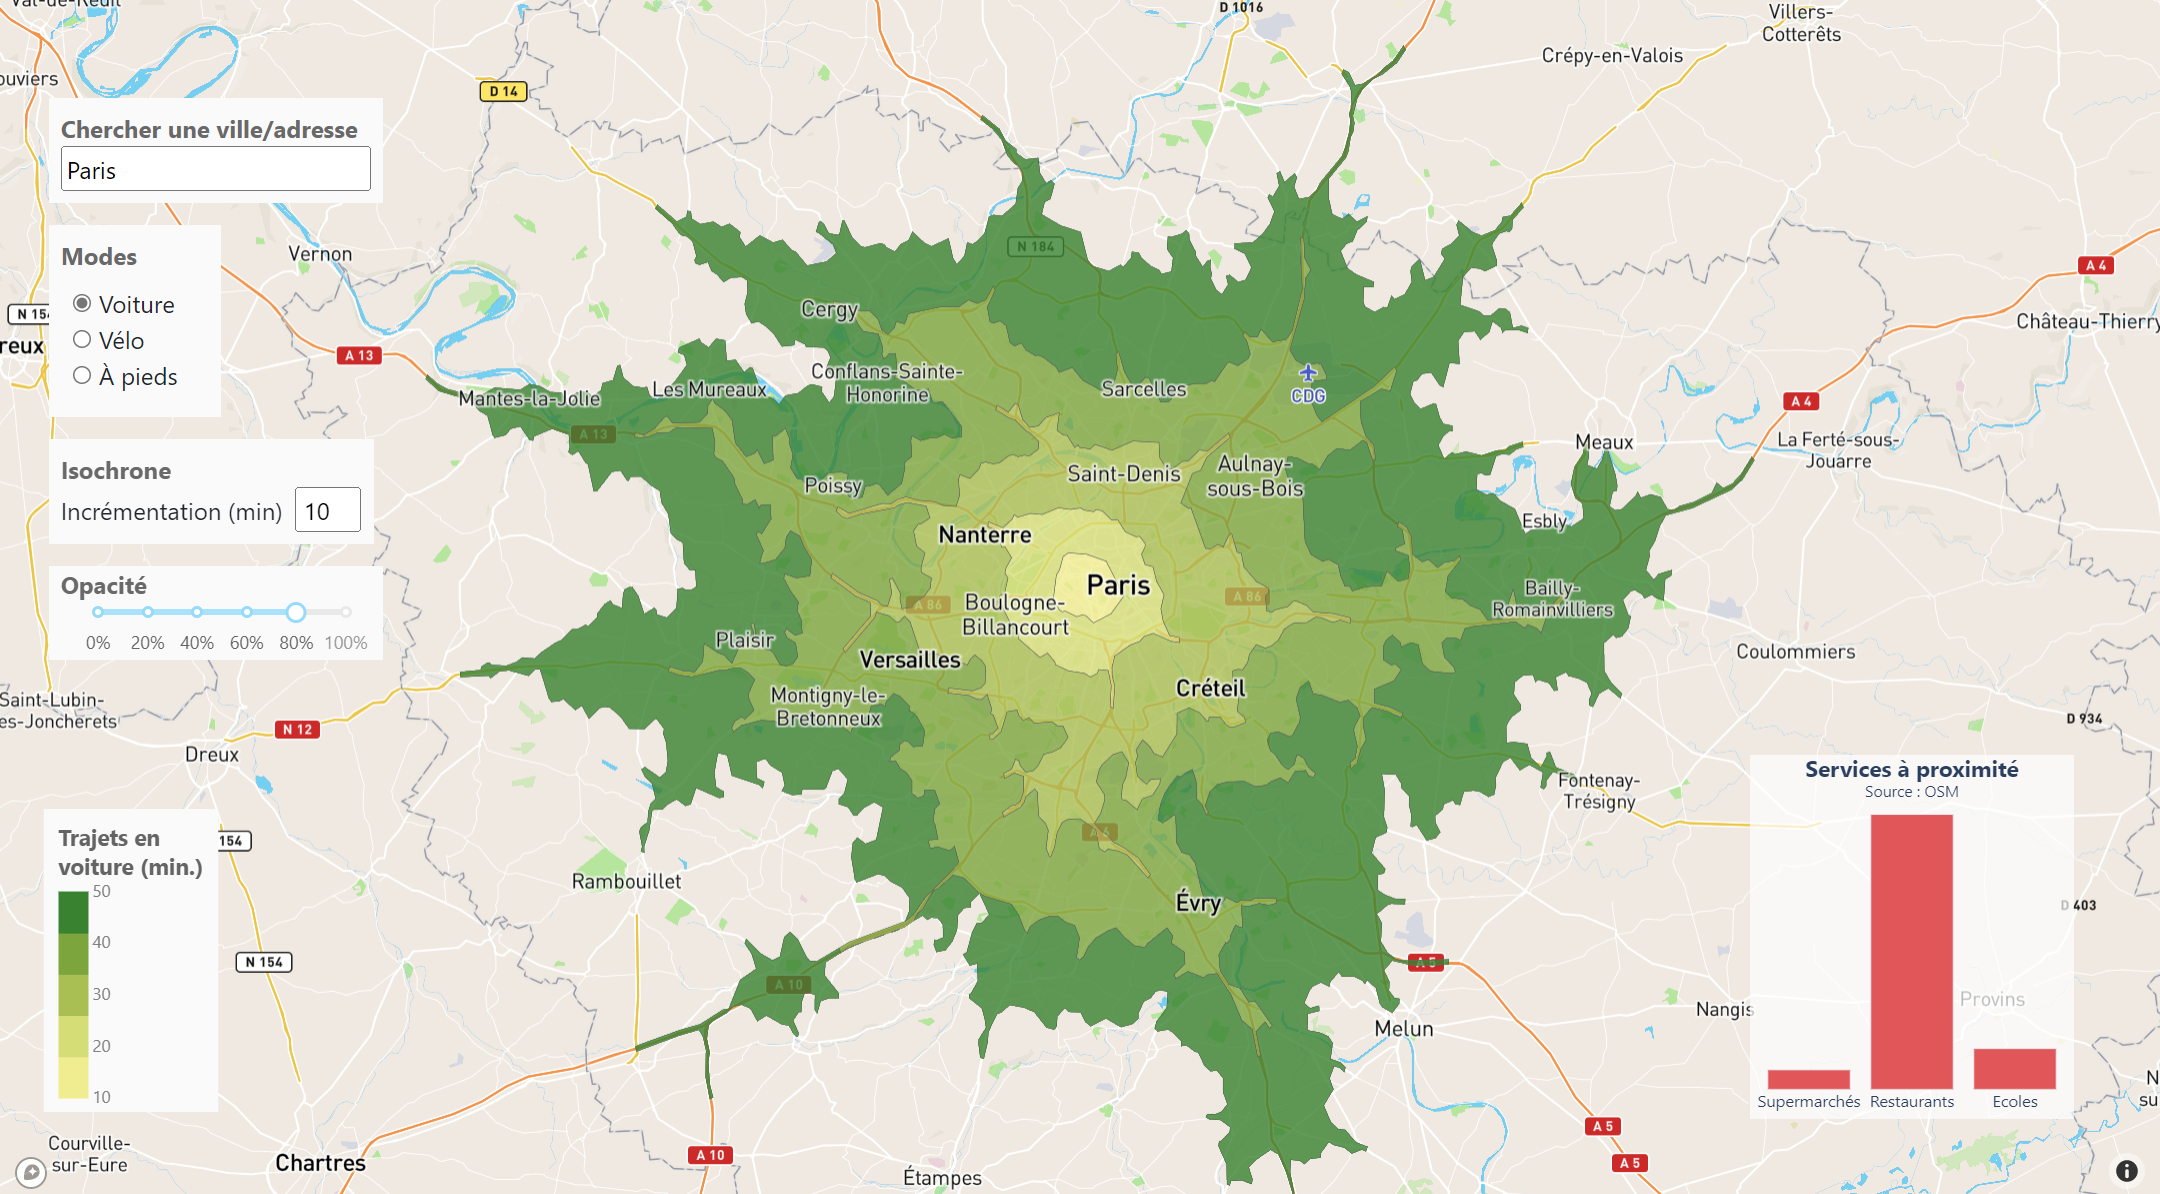 Val-de-Reuil
D 1016
Villers-
Cotterêts
Crépy-en-Valois
ouviers
D 14
Chercher une ville/adresse
Paris
Modes
Voiture
Vélo
À pieds
Vernon
N 184
A 4
N 154
Cergy
Château-Thierry
reux
A 13
Conflans-Sainte-
Honorine
Les Mureaux
Sarcelles
CDG
Mantes-la-Jolie
A 4
A 13
Meaux
La Ferté-sous-
Jouarre
Isochrone
Incrémentation (min) 10
Saint-Denis
Aulnay-
sous-Bois
Poissy
Esbly
Nanterre
Opacité
0% 20% 40% 60% 80% 100%
Paris
A 86
Boulogne-
Billancourt
A 86
Bailly-
Romainvilliers
Plaisir
Versailles
Coulommiers
Créteil
Saint-Lubin-
es-Joncherets
Montigny-le-
Bretonneux
N 12
Dreux
D 934
Fontenay-
Trésigny
Services à proximité
Source : OSM
Supermarchés Restaurants Ecoles
154
A 6
Trajets en
voiture (min.)
50
40
30
20
10
Rambouillet
Évry
D 403
N 154
A 10
A 5
Provins
Nangis
Melun
N
su
Courville-
sur-Eure
Chartres
A 10
Étampes
A 5
A 5